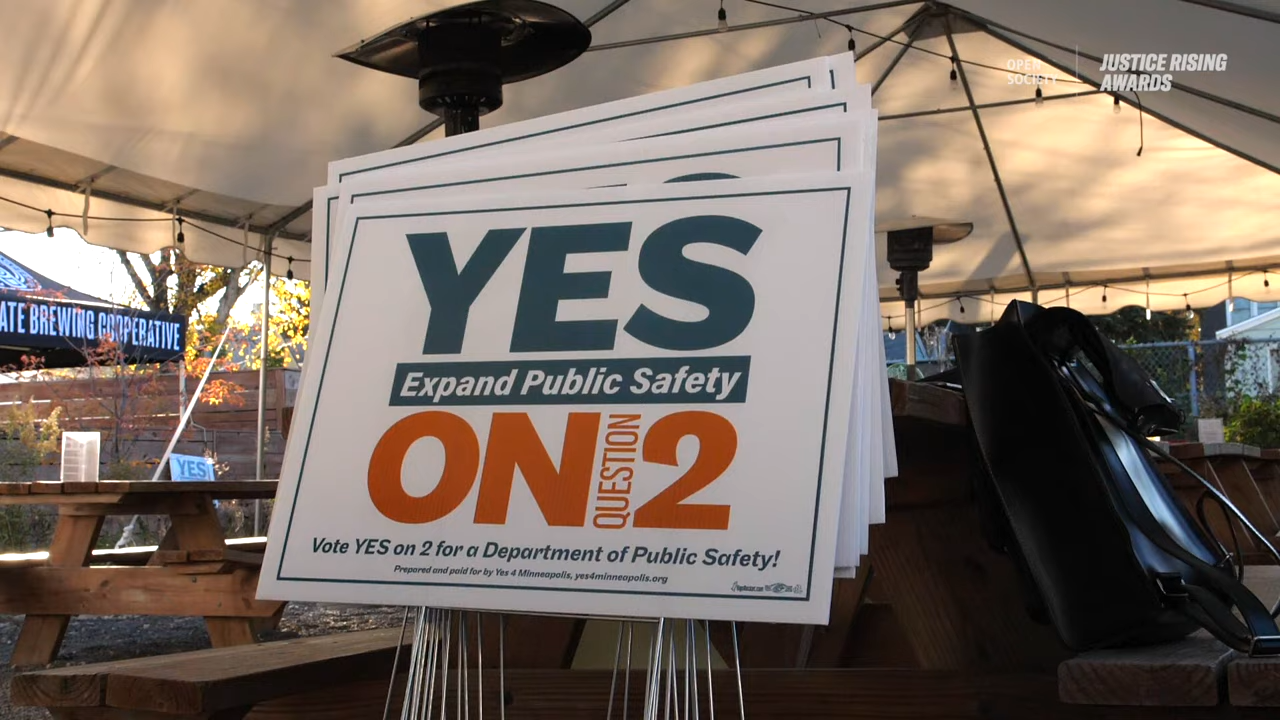 OPEN
SOCIETY
JUSTICE RISING
AWARDS
ATE BREWING COOPERATIVE
YES
Expand Public Safety
ON QUESTION 2
Vote YES on 2 for a Department of Public Safety!
Prepared and paid for by Yes 4 Minneapolis, yes4minneapolis.org
YES